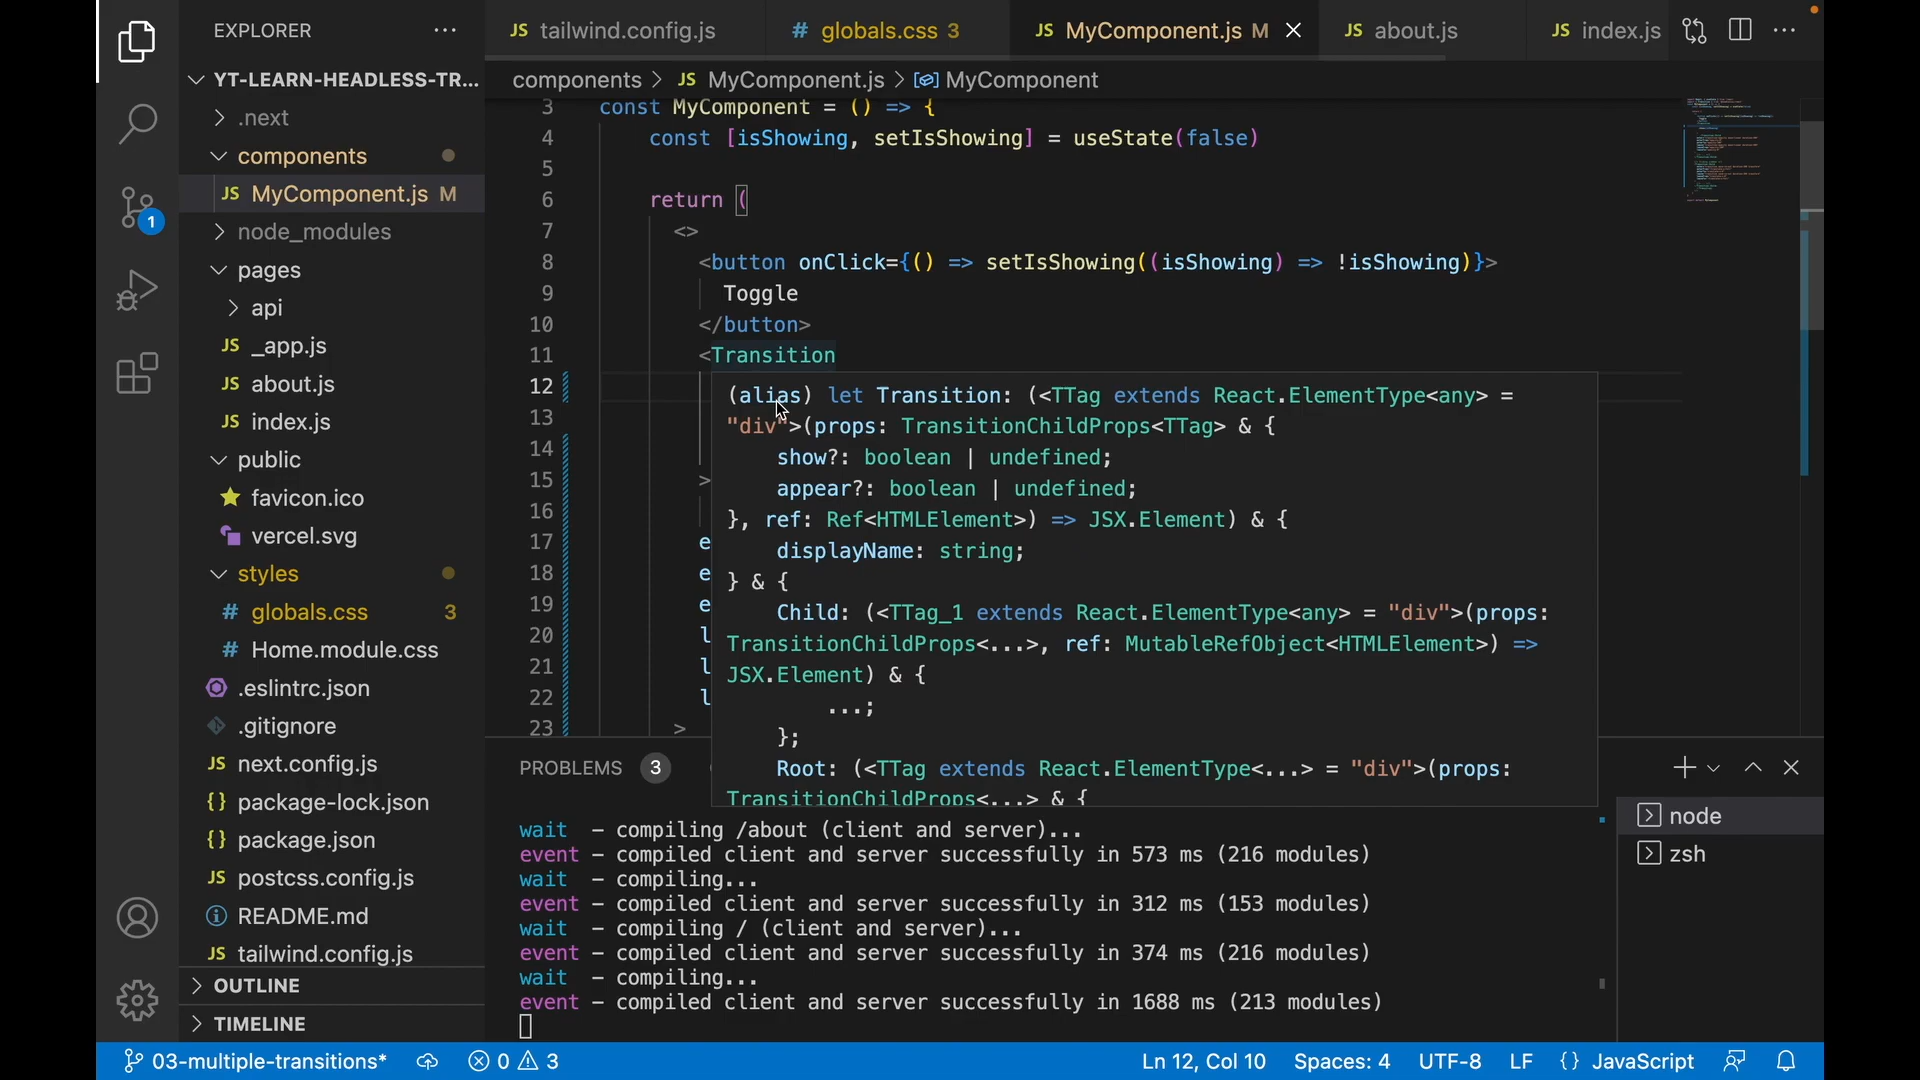 EXPLORER
YT-LEARN-HEADLESS-TR...
.next
components
JS MyComponent.js M
node_modules
pages
api
JS _app.js
JS about.js
JS index.js
public
favicon.ico
vercel.svg
styles
# globals.css 3
# Home.module.css
.eslintrc.json
.gitignore
JS next.config.js
{} package-lock.json
{} package.json
JS postcss.config.js
README.md
JS tailwind.config.js
OUTLINE
TIMELINE
1
JS tailwind.config.js
# globals.css 3
JS MyComponent.js M
JS about.js
JS index.js
components > JS MyComponent.js > MyComponent
3 const MyComponent = () => {
4 const [isShowing, setIsShowing] = useState(false)
5
6 return (
7 <>
8 <button onClick={() => setIsShowing((isShowing) => !isShowing)}>
9 Toggle
10 </button>
11 <Transition
12
13
14
15 >
16
17 e
18 e
19 e
20 l
21 l
22 l
23 >
(alias) let Transition: (<TTag extends React.ElementType<any> =
"div">(props: TransitionChildProps<TTag> & {
show?: boolean | undefined;
appear?: boolean | undefined;
}, ref: Ref<HTMLElement>) => JSX.Element) & {
displayName: string;
} & {
Child: (<TTag_1 extends React.ElementType<any> = "div">(props:
TransitionChildProps<...>, ref: MutableRefObject<HTMLElement>) =>
JSX.Element) & {
...;
};
Root: (<TTag extends React.ElementType<...> = "div">(props:
TransitionChildProps<...> & {
PROBLEMS 3
wait – compiling /about (client and server)...
event – compiled client and server successfully in 573 ms (216 modules)
wait – compiling...
event – compiled client and server successfully in 312 ms (153 modules)
wait – compiling / (client and server)...
event – compiled client and server successfully in 374 ms (216 modules)
wait – compiling...
event – compiled client and server successfully in 1688 ms (213 modules)
node
zsh
03-multiple-transitions*
0
3
Ln 12, Col 10
Spaces: 4
UTF-8
LF
{} JavaScript